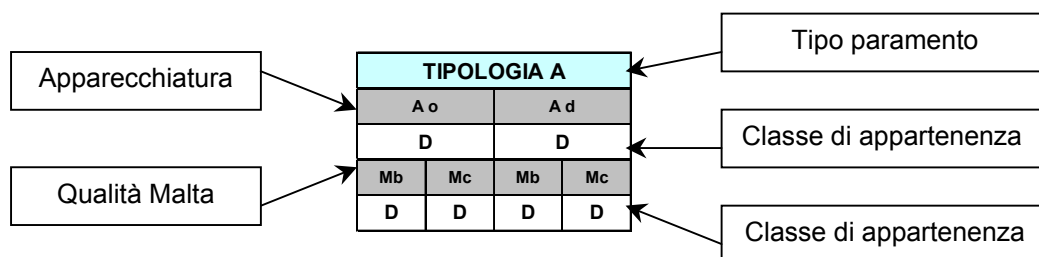 Tipo paramento
Apparecchiatura
TIPOLOGIA A
A o A d
D D
Classe di appartenenza
Qualità Malta
Mb Mc Mb Mc
D D D D
Classe di appartenenza